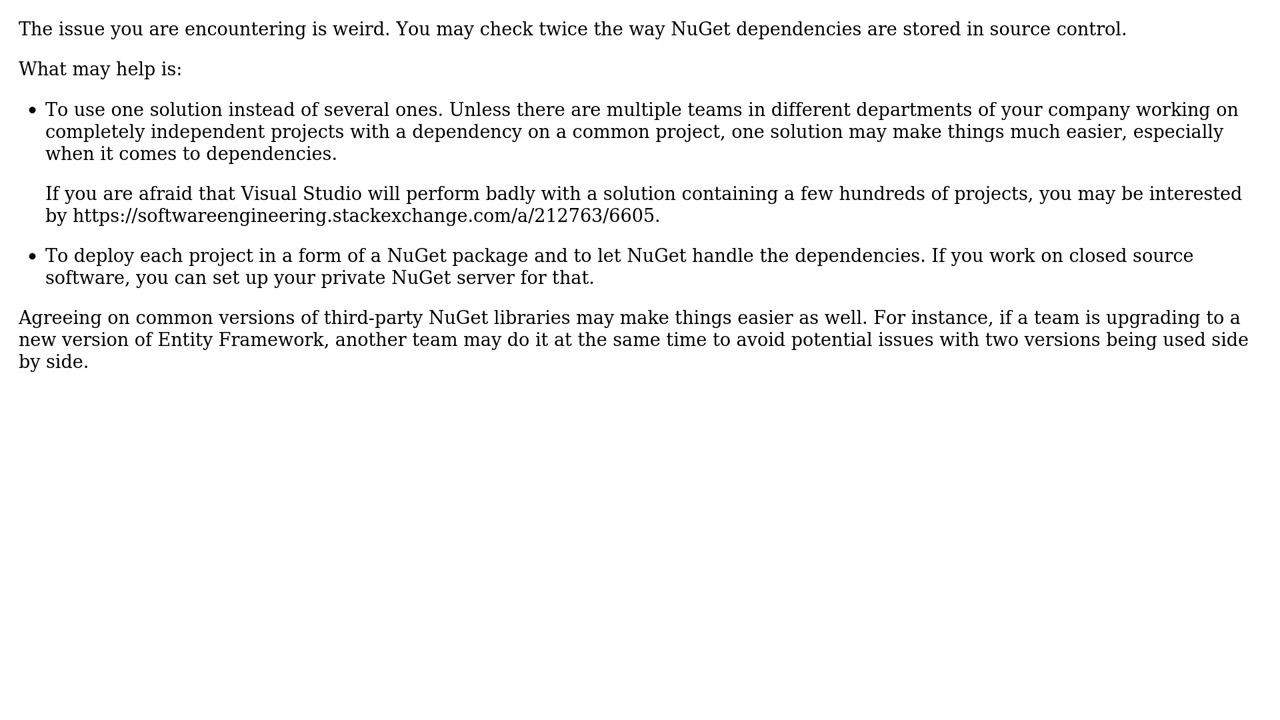 The issue you are encountering is weird. You may check twice the way NuGet dependencies are stored in source control.
What may help is:
• To use one solution instead of several ones. Unless there are multiple teams in different departments of your company working on
completely independent projects with a dependency on a common project, one solution may make things much easier, especially
when it comes to dependencies.
If you are afraid that Visual Studio will perform badly with a solution containing a few hundreds of projects, you may be interested
by https://softwareengineering.stackexchange.com/a/212763/6605.
• To deploy each project in a form of a NuGet package and to let NuGet handle the dependencies. If you work on closed source
software, you can set up your private NuGet server for that.
Agreeing on common versions of third-party NuGet libraries may make things easier as well. For instance, if a team is upgrading to a
new version of Entity Framework, another team may do it at the same time to avoid potential issues with two versions being used side
by side.